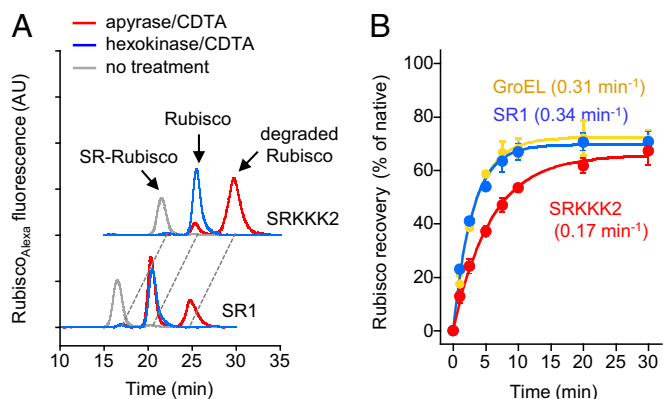 A
apyrase/CDTA
hexokinase/CDTA
no treatment
Rubisco_Alexa fluorescence (AU)
SR-Rubisco
Rubisco
degraded
Rubisco
SRKKK2
SR1
10 15 20 25 30 35
Time (min)
B
Rubisco recovery (% of native)
100
80
60
40
20
0
GroEL (0.31 min⁻¹)
SR1 (0.34 min⁻¹)
SRKKK2
(0.17 min⁻¹)
0 5 10 15 20 25 30
Time (min)